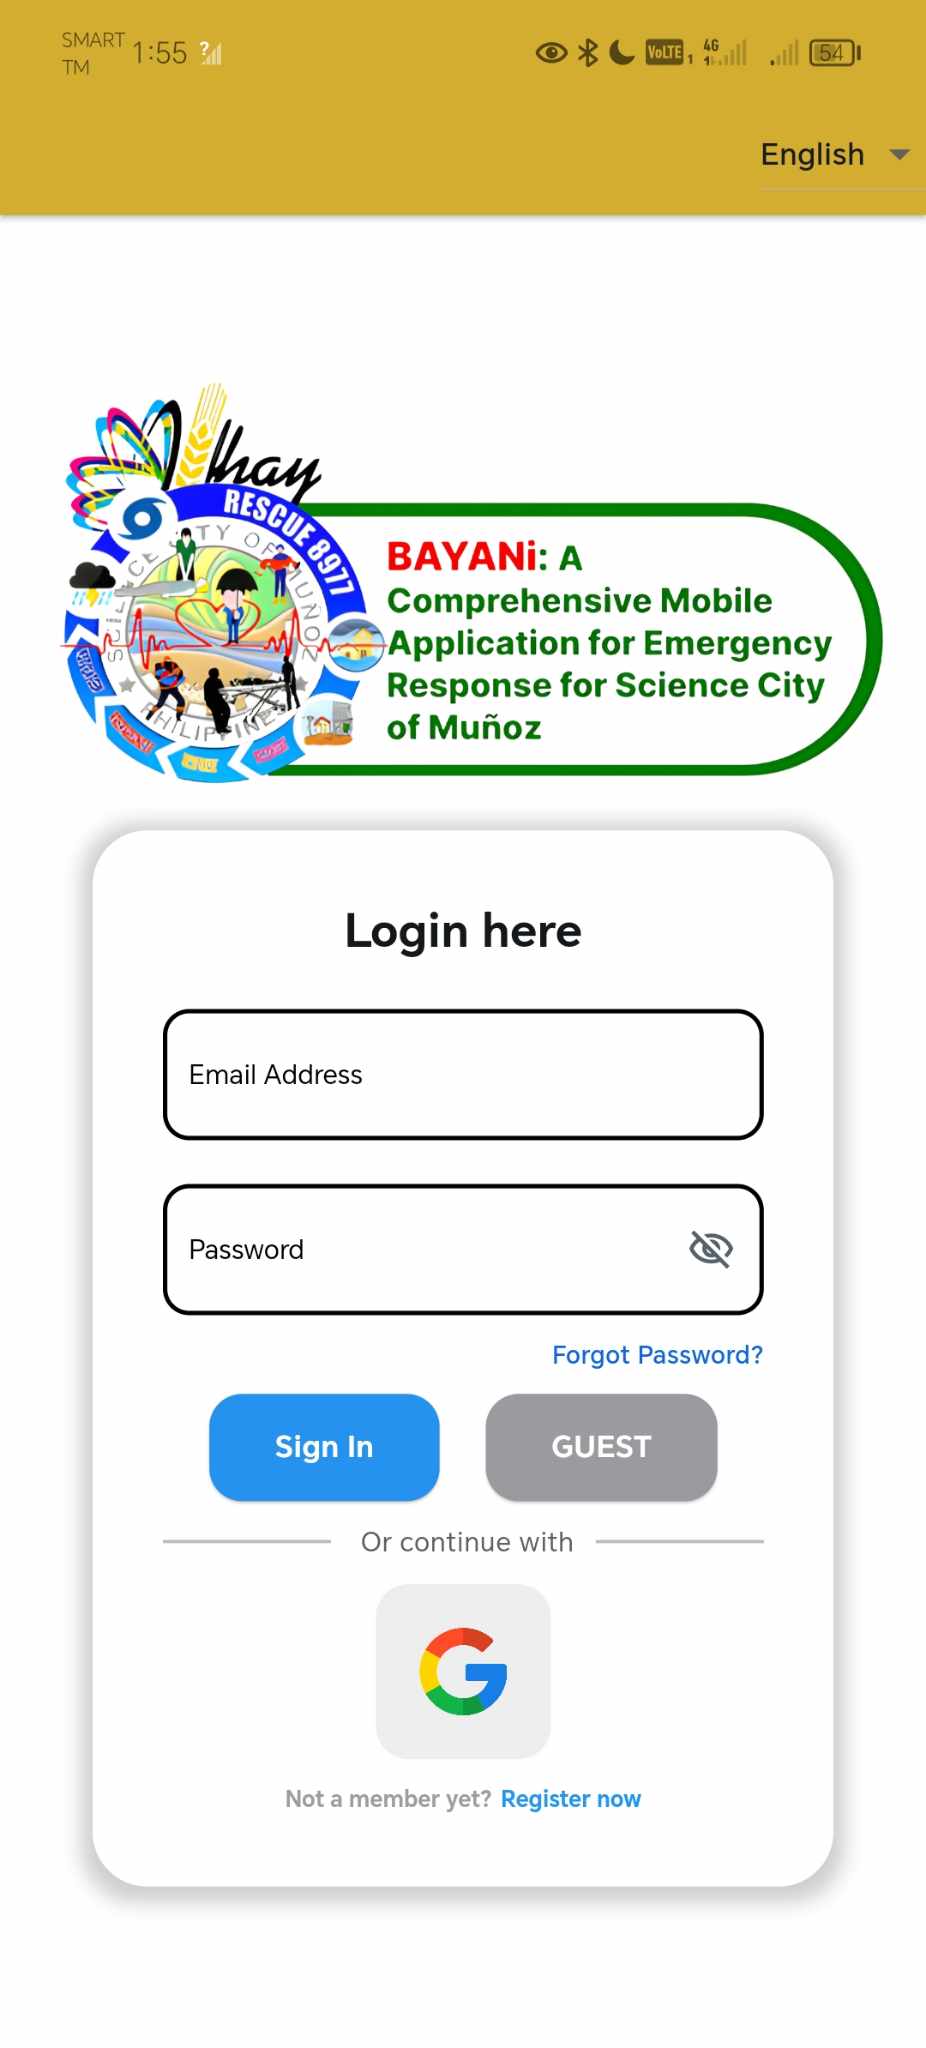 SMART
TM
1:55
VoLTE 1
4G
54
English
lhay
RESCUE 8977
SCIENCE CITY OF MUÑOZ
PHILIPPINES
BAYANi: A
Comprehensive Mobile
Application for Emergency
Response for Science City
of Muñoz
Login here
Email Address
Password
Forgot Password?
Sign In
GUEST
Or continue with
Not a member yet? Register now